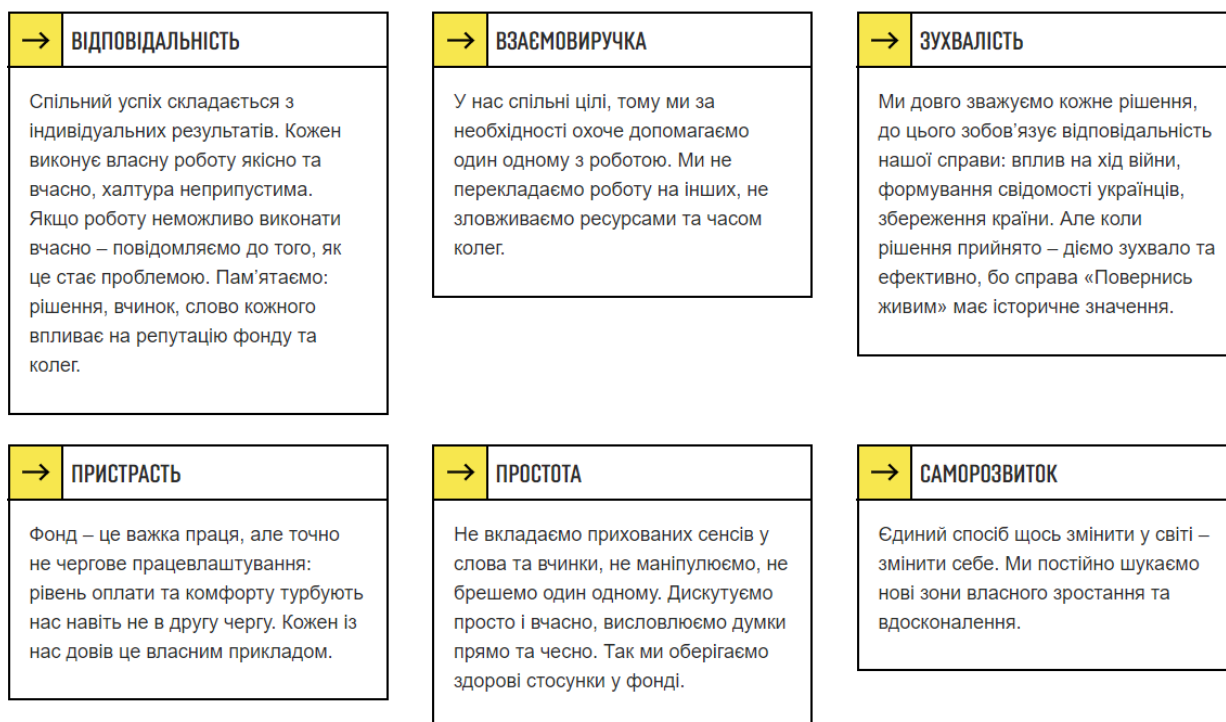 ВІДПОВІДАЛЬНІСТЬ
Спільний успіх складається з
індивідуальних результатів. Кожен
виконує власну роботу якісно та
вчасно, халтура неприпустима.
Якщо роботу неможливо виконати
вчасно – повідомляємо до того, як
це стає проблемою. Пам’ятаємо:
рішення, вчинок, слово кожного
впливає на репутацію фонду та
колег.
ВЗАЄМОВИРУЧКА
У нас спільні цілі, тому ми за
необхідності охоче допомагаємо
один одному з роботою. Ми не
перекладаємо роботу на інших, не
зловживаємо ресурсами та часом
колег.
ЗУХВАЛІСТЬ
Ми довго зважуємо кожне рішення,
до цього зобов’язує відповідальність
нашої справи: вплив на хід війни,
формування свідомості українців,
збереження країни. Але коли
рішення прийнято – діємо зухвало та
ефективно, бо справа «Повернись
живим» має історичне значення.
ПРИСТРАСТЬ
Фонд – це важка праця, але точно
не чергове працевлаштування:
рівень оплати та комфорту турбують
нас навіть не в другу чергу. Кожен із
нас довів це власним прикладом.
ПРОСТОТА
Не вкладаємо прихованих сенсів у
слова та вчинки, не маніпулюємо, не
брешемо один одному. Дискутуємо
просто і вчасно, висловлюємо думки
прямо та чесно. Так ми оберігаємо
здорові стосунки у фонді.
САМОРОЗВИТОК
Єдиний спосіб щось змінити у світі –
змінити себе. Ми постійно шукаємо
нові зони власного зростання та
вдосконалення.